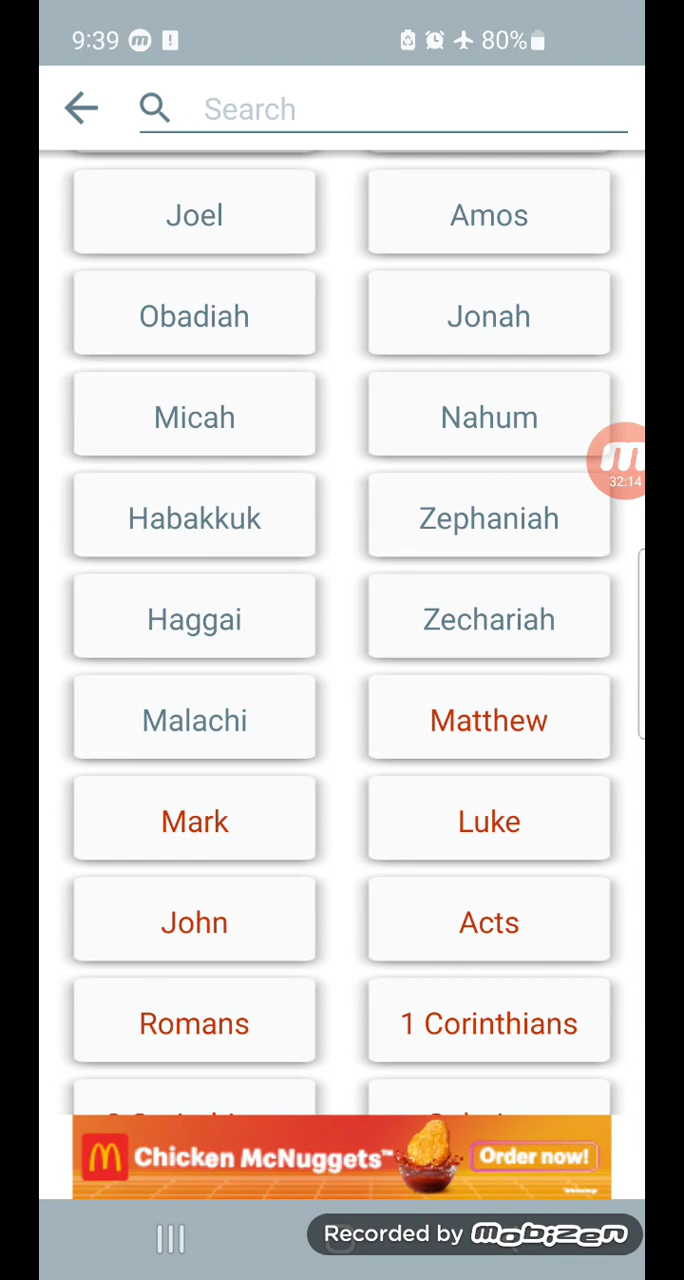 9:39 80%
Search
Joel Amos
Obadiah Jonah
Micah Nahum
32:14
Habakkuk Zephaniah
Haggai Zechariah
Malachi Matthew
Mark Luke
John Acts
Romans 1 Corinthians
Chicken McNuggets™ Order now!
Recorded by mobizen